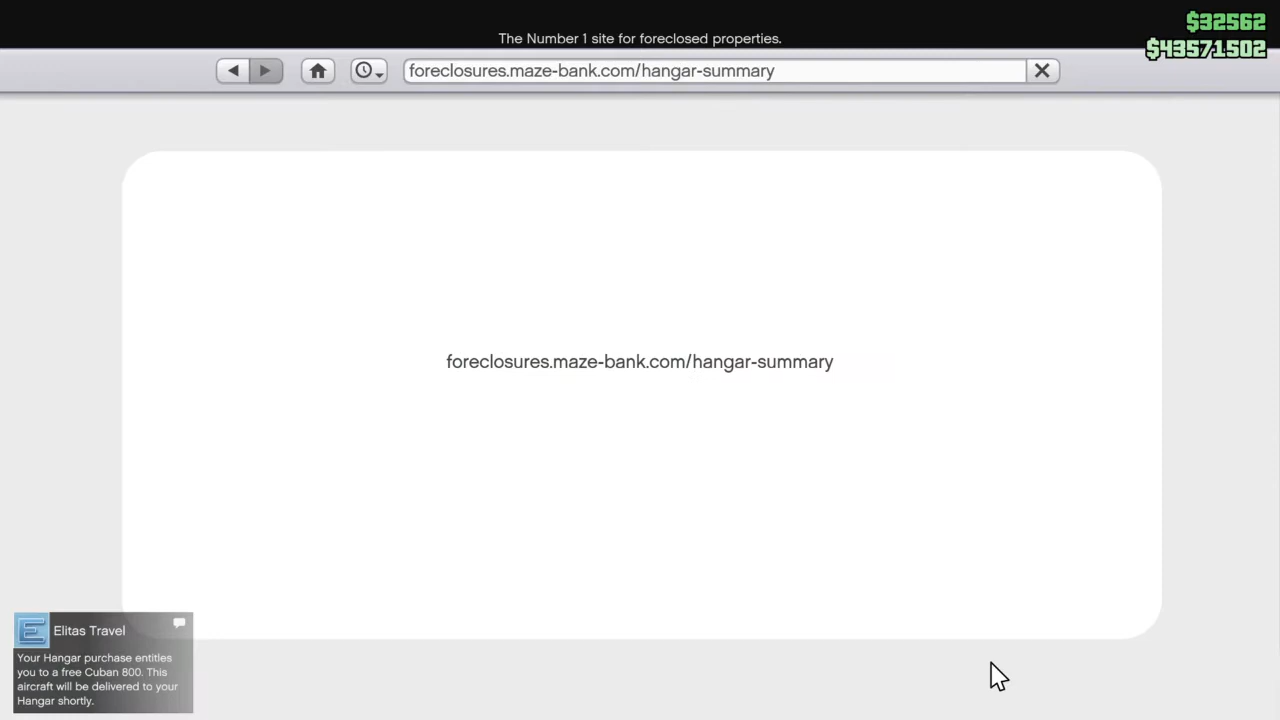 $32562
The Number 1 site for foreclosed properties.
$43571502
foreclosures.maze-bank.com/hangar-summary
foreclosures.maze-bank.com/hangar-summary
Elitas Travel
Your Hangar purchase entitles
you to a free Cuban 800. This
aircraft will be delivered to your
Hangar shortly.